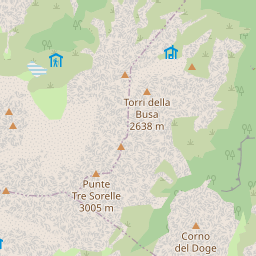 Torri della
Busa
2638 m
Punte
Tre Sorelle
3005 m
Corno
del Doge